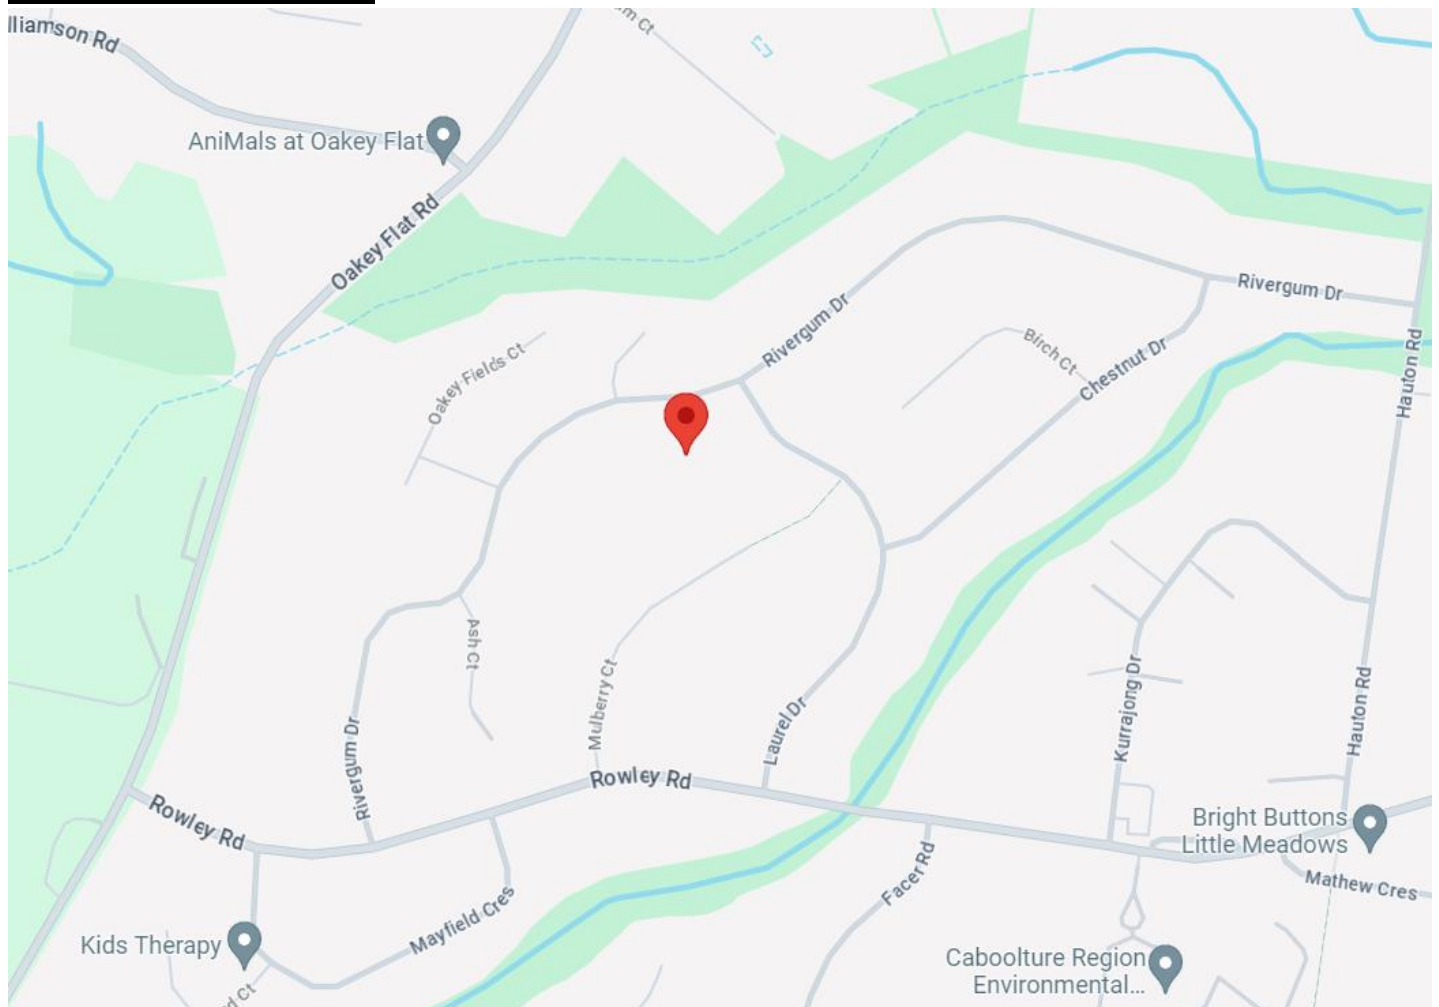 lliamson Rd
m Ct
AniMals at Oakey Flat
Oakey Flat Rd
Rivergum Dr
Rivergum Dr
Oakey Fields Ct
Birch Ct
Chestnut Dr
Hauton Rd
Ash Ct
Mulberry Ct
Laurel Dr
Kurrajong Dr
Hauton Rd
Rivergum Dr
Rowley Rd
Rowley Rd
Bright Buttons
Little Meadows
Mathew Cres
Facer Rd
Mayfield Cres
Kids Therapy
Caboolture Region
Environmental...
d Ct